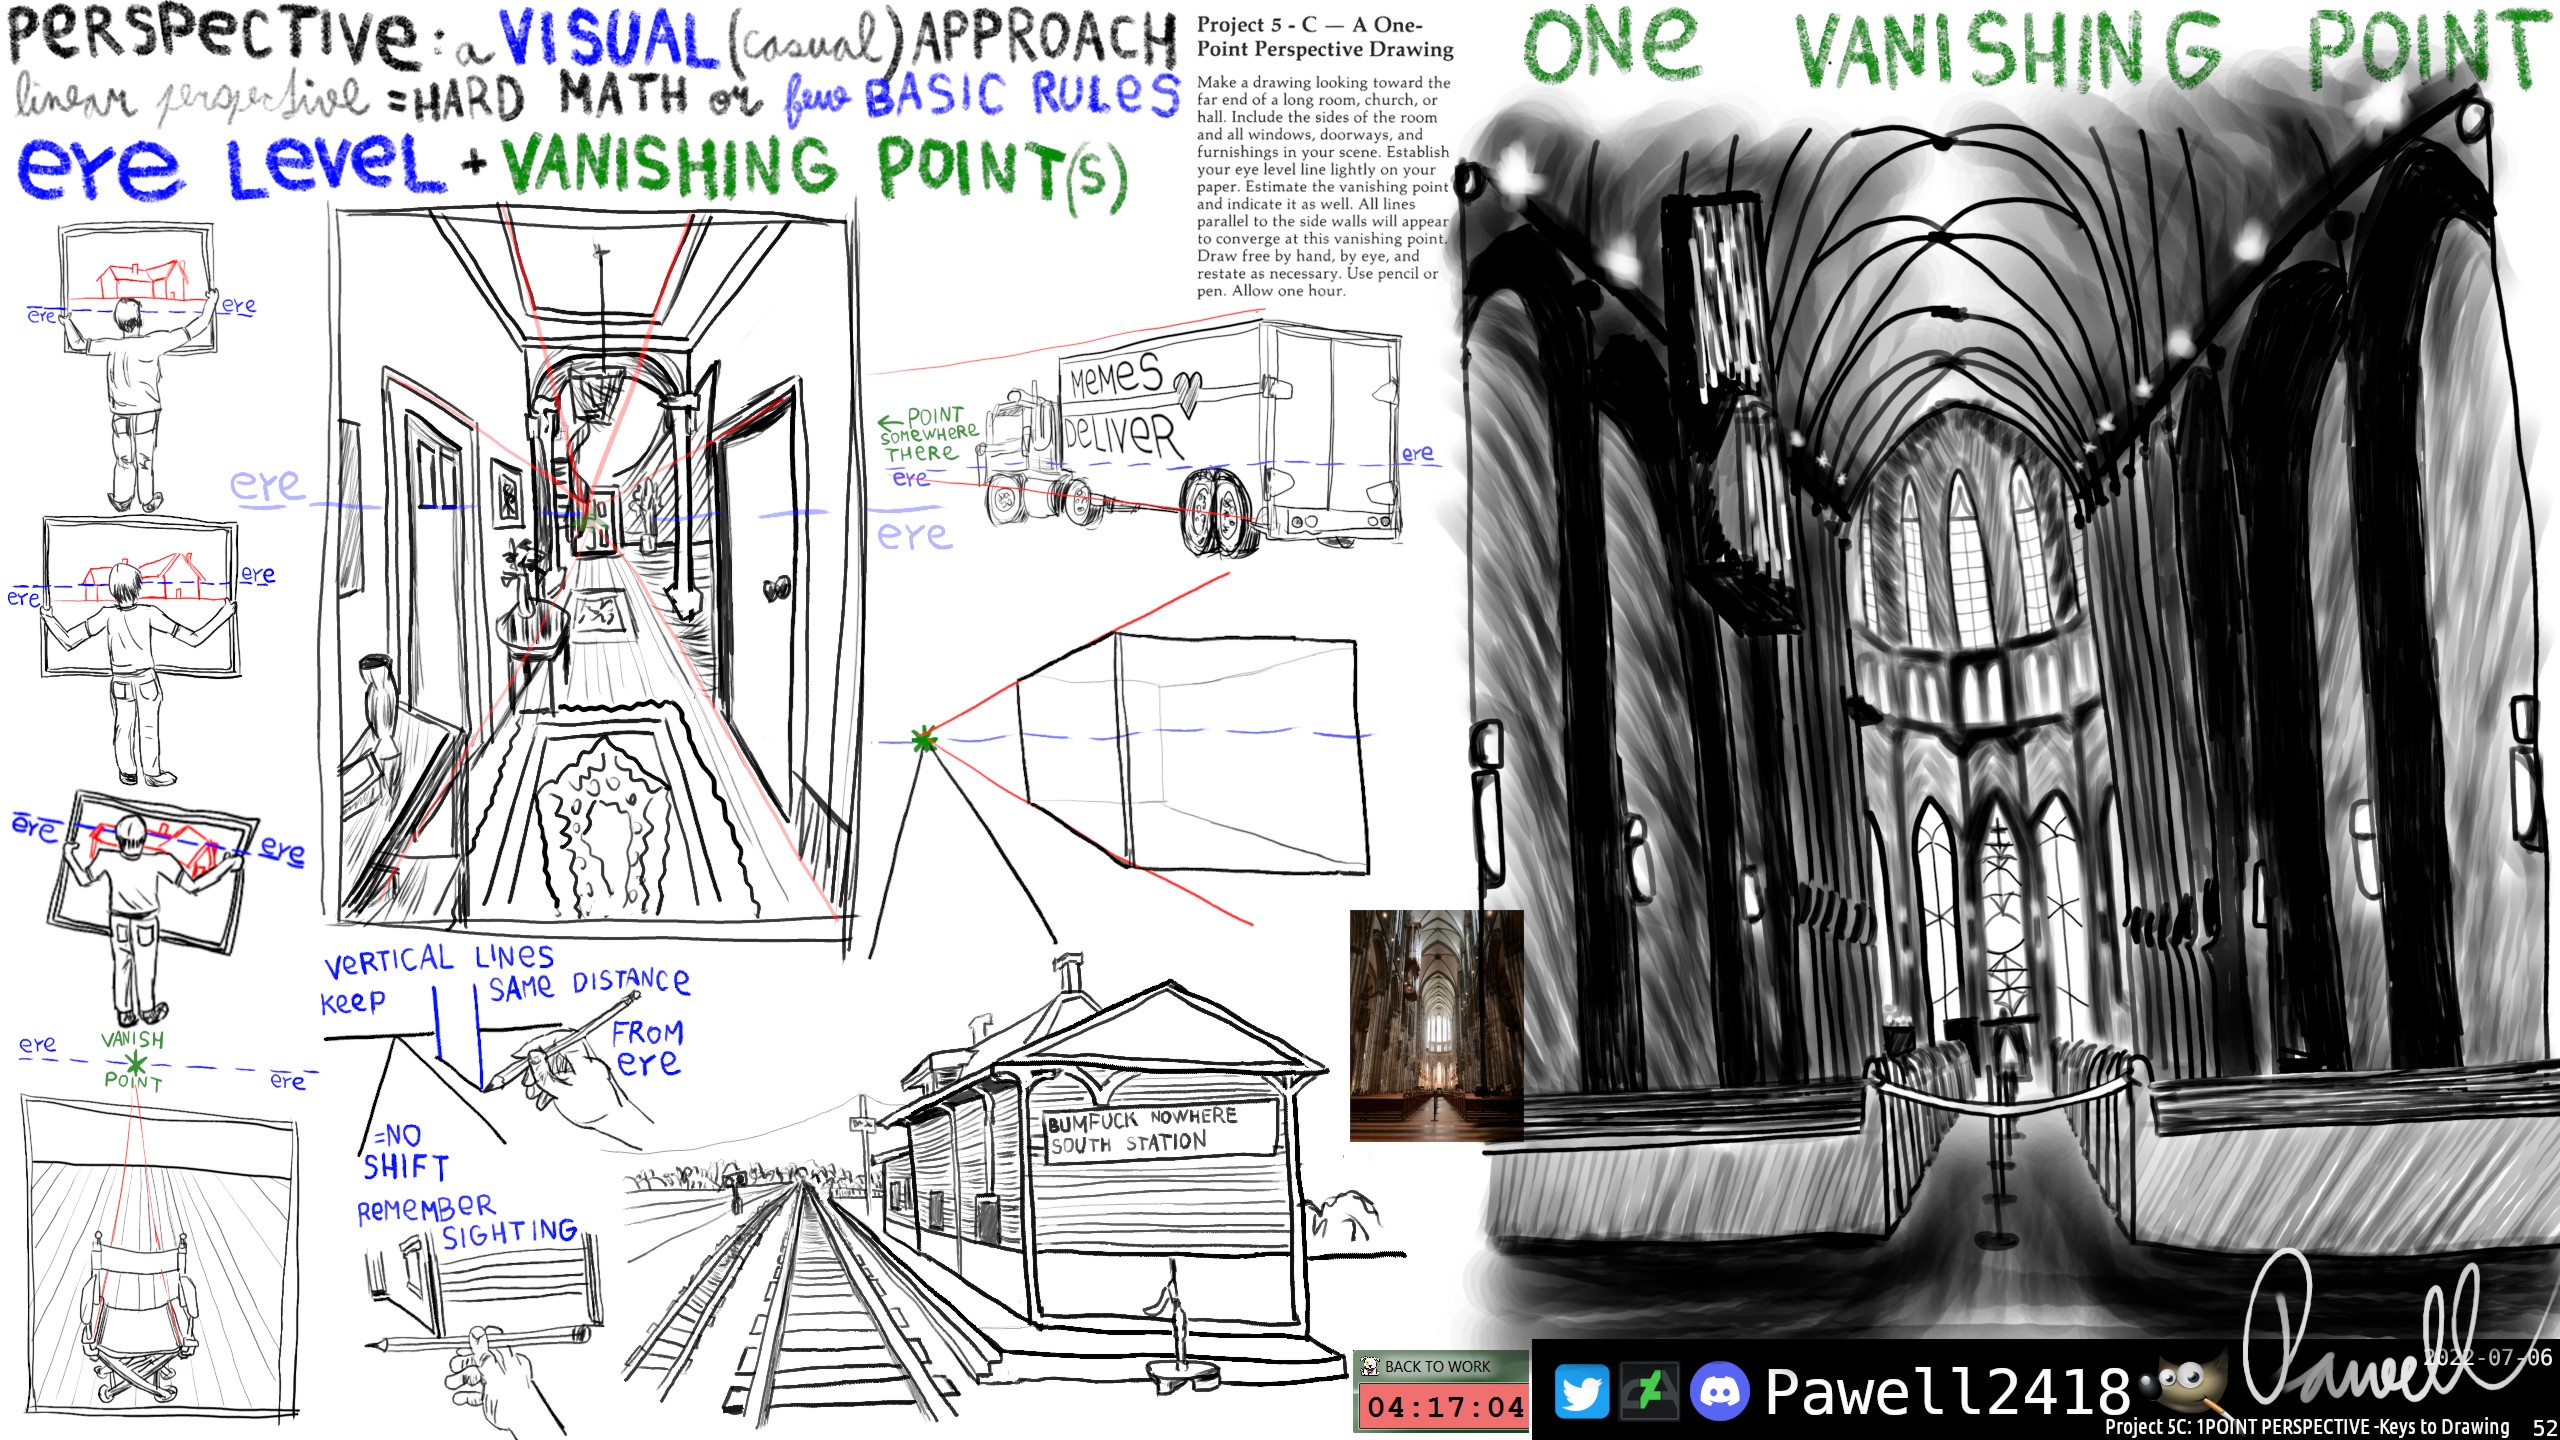 PERSPECTIVE: a VISUAL (casual) APPROACH
linear perspective = HARD MATH or few BASIC RULES
EYE LEVEL + VANISHING POINT(S)
Project 5 - C — A One-
Point Perspective Drawing
Make a drawing looking toward the
far end of a long room, church, or
hall. Include the sides of the room
and all windows, doorways, and
furnishings in your scene. Establish
your eye level line lightly on your
paper. Estimate the vanishing point
and indicate it as well. All lines
parallel to the side walls will appear
to converge at this vanishing point.
Draw free by hand, by eye, and
restate as necessary. Use pencil or
pen. Allow one hour.
ONE VANISHING POINT
EYE
EYE
EYE
EYE
EYE
EYE
EYE
VANISH
POINT
EYE
EYE
EYE
EYE
MEMES
DELIVER
← POINT
SOMEWHERE
THERE
EYE
EYE
VERTICAL LINES
KEEP SAME DISTANCE
FROM
EYE
=NO
SHIFT
REMEMBER
SIGHTING
BUMFUCK NOWHERE
SOUTH STATION
BACK TO WORK
04:17:04
Pawell2418
Pawell
2022-07-06
Project 5C: 1POINT PERSPECTIVE -Keys to Drawing 52